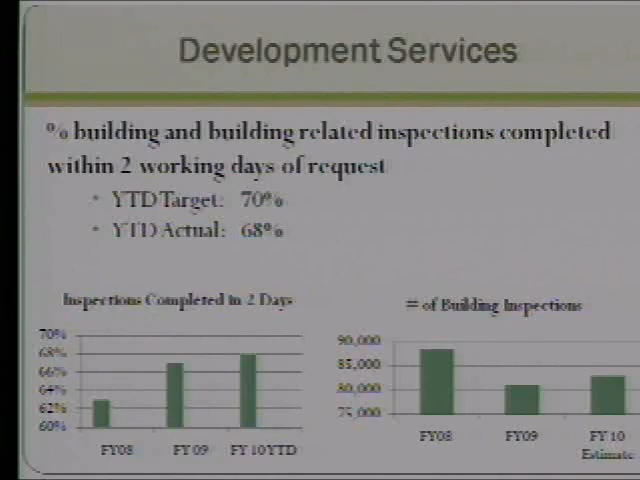 Development Services
% building and building related inspections completed
within 2 working days of request
• YTD Target: 70%
• YTD Actual: 68%
Inspections Completed in 2 Days
70%
68%
66%
64%
62%
60%
FY08 FY 09 FY 10 YTD
# of Building Inspections
90,000
85,000
80,000
75,000
FY08 FY09 FY 10
Estimate